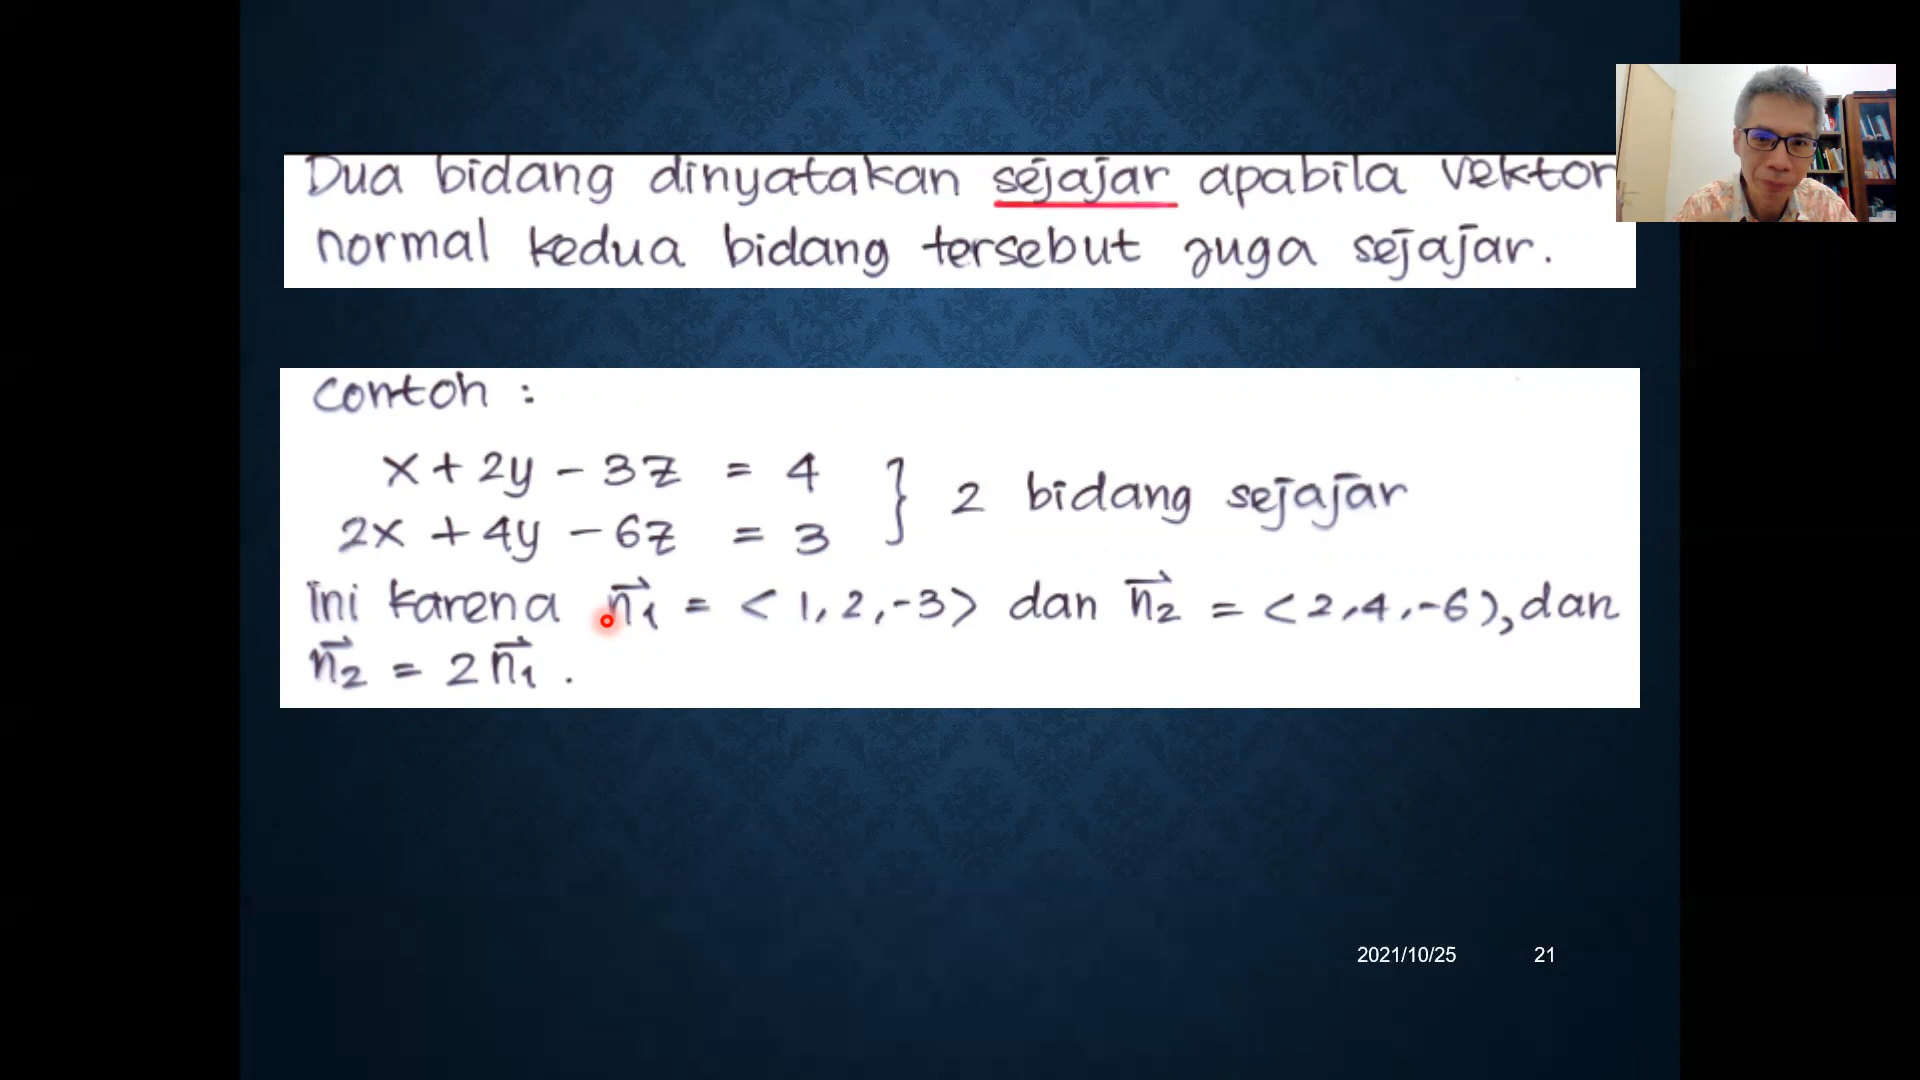 Dua bidang dinyatakan sejajar apabila vektor
normal kedua bidang tersebut juga sejajar.
Contoh :
x + 2y - 3z = 4
2x + 4y - 6z = 3
} 2 bidang sejajar
Ini karena n⃗₁ = < 1, 2, -3> dan n⃗₂ = <2,4,-6), dan
n⃗₂ = 2 n⃗₁ .
2021/10/25 21